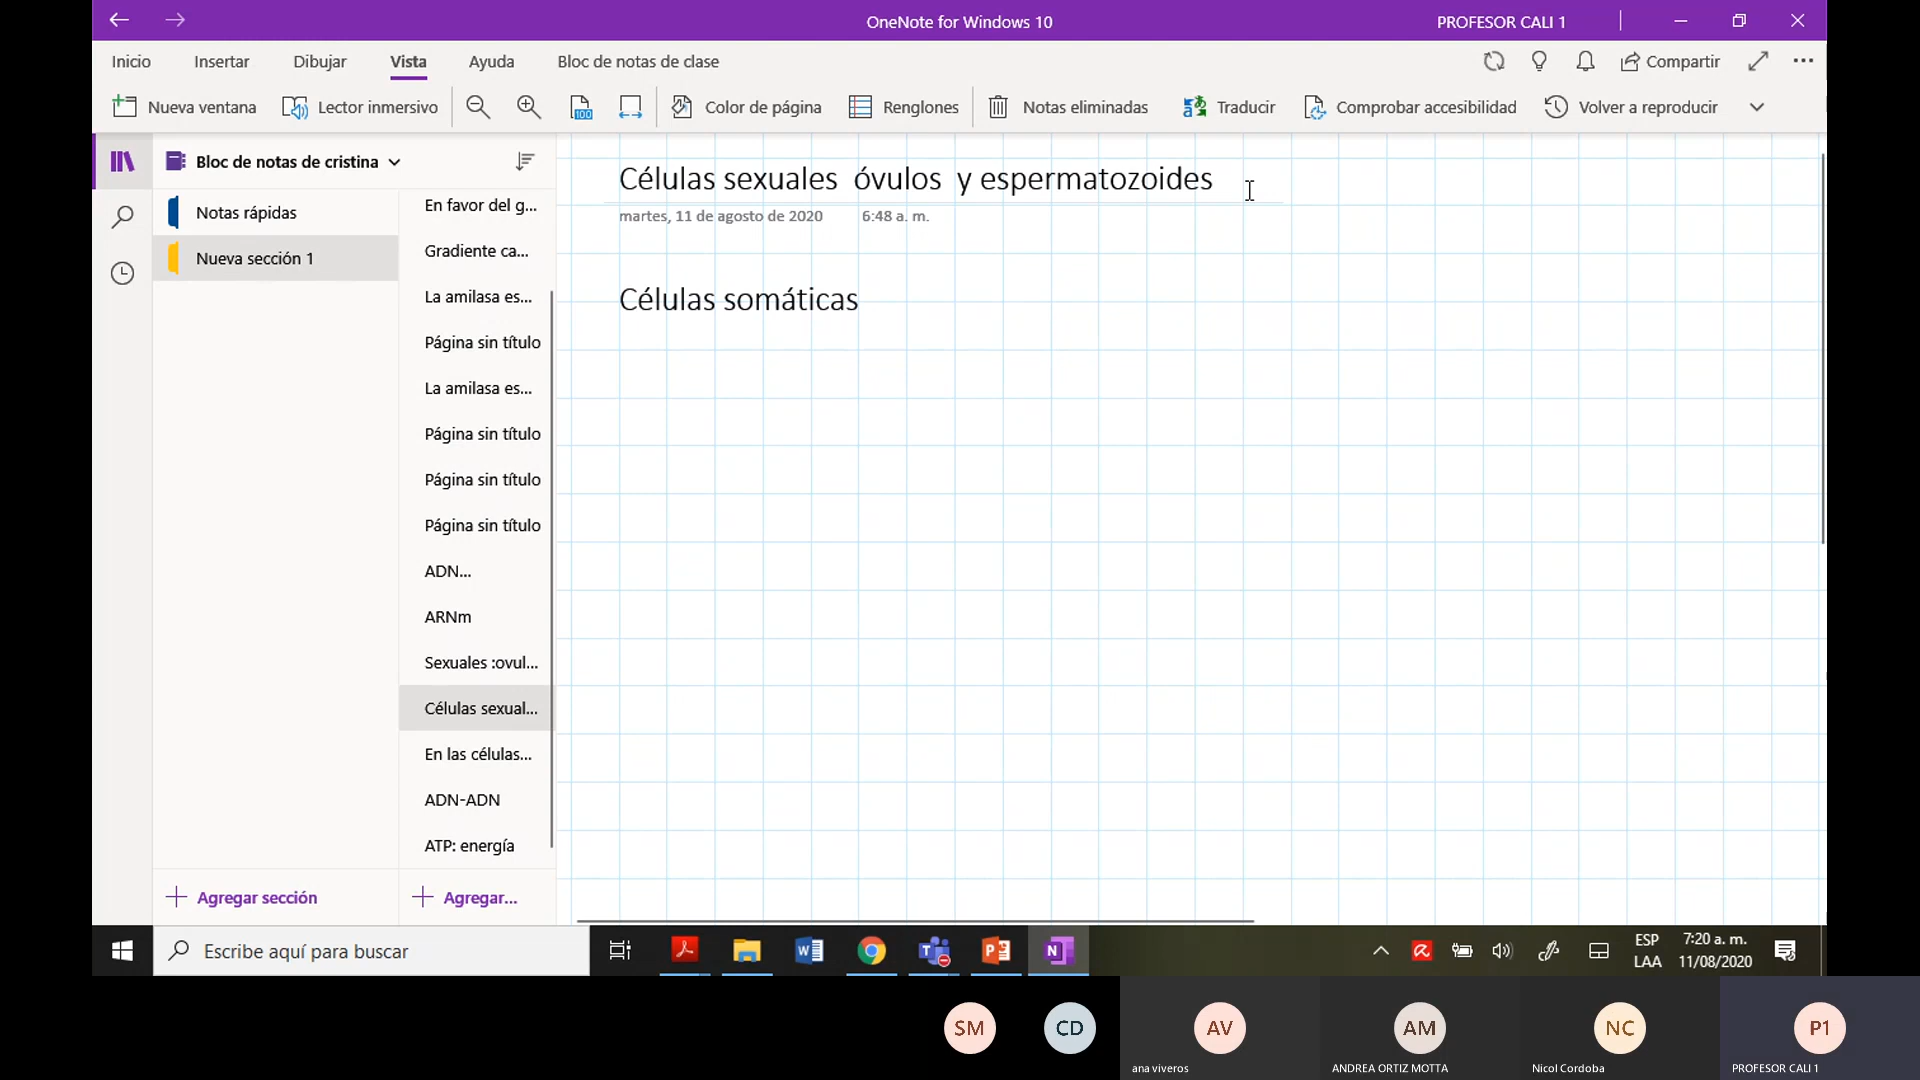 OneNote for Windows 10
PROFESOR CALI 1
Inicio
Insertar
Dibujar
Vista
Ayuda
Bloc de notas de clase
Compartir
Nueva ventana
Lector inmersivo
100
Color de página
Renglones
Notas eliminadas
Traducir
Comprobar accesibilidad
Volver a reproducir
Bloc de notas de cristina
Notas rápidas
Nueva sección 1
Agregar sección
En favor del g...
Gradiente ca...
La amilasa es...
Página sin título
La amilasa es...
Página sin título
Página sin título
Página sin título
ADN...
ARNm
Sexuales :ovul...
Células sexual...
En las células...
ADN-ADN
ATP: energía
Agregar...
Células sexuales óvulos y espermatozoides
martes, 11 de agosto de 2020 6:48 a. m.
Células somáticas
Escribe aquí para buscar
ESP
LAA
7:20 a. m.
11/08/2020
SM
CD
AV
ana viveros
AM
ANDREA ORTIZ MOTTA
NC
Nicol Cordoba
P1
PROFESOR CALI 1